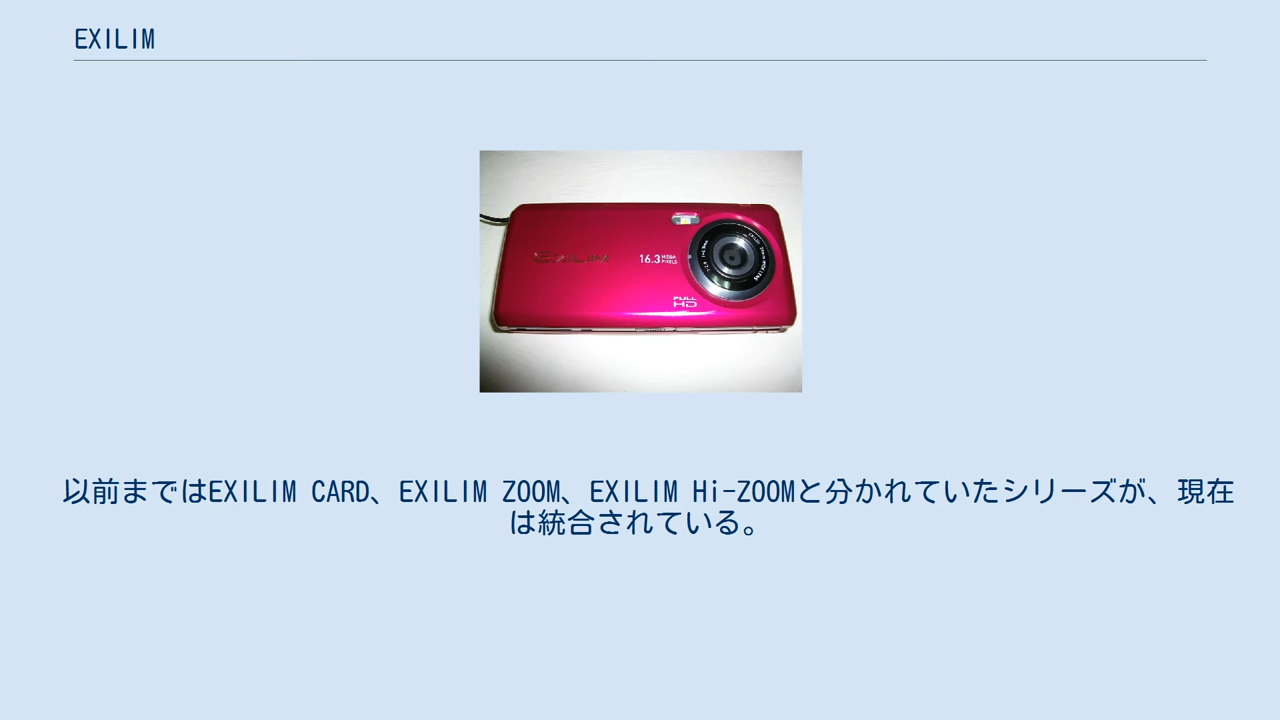 EXILIM
EXILIM
16.3 MEGA PIXELS
FULL HD
以前まではEXILIM CARD、EXILIM ZOOM、EXILIM Hi-ZOOMと分かれていたシリーズが、現在
は統合されている。